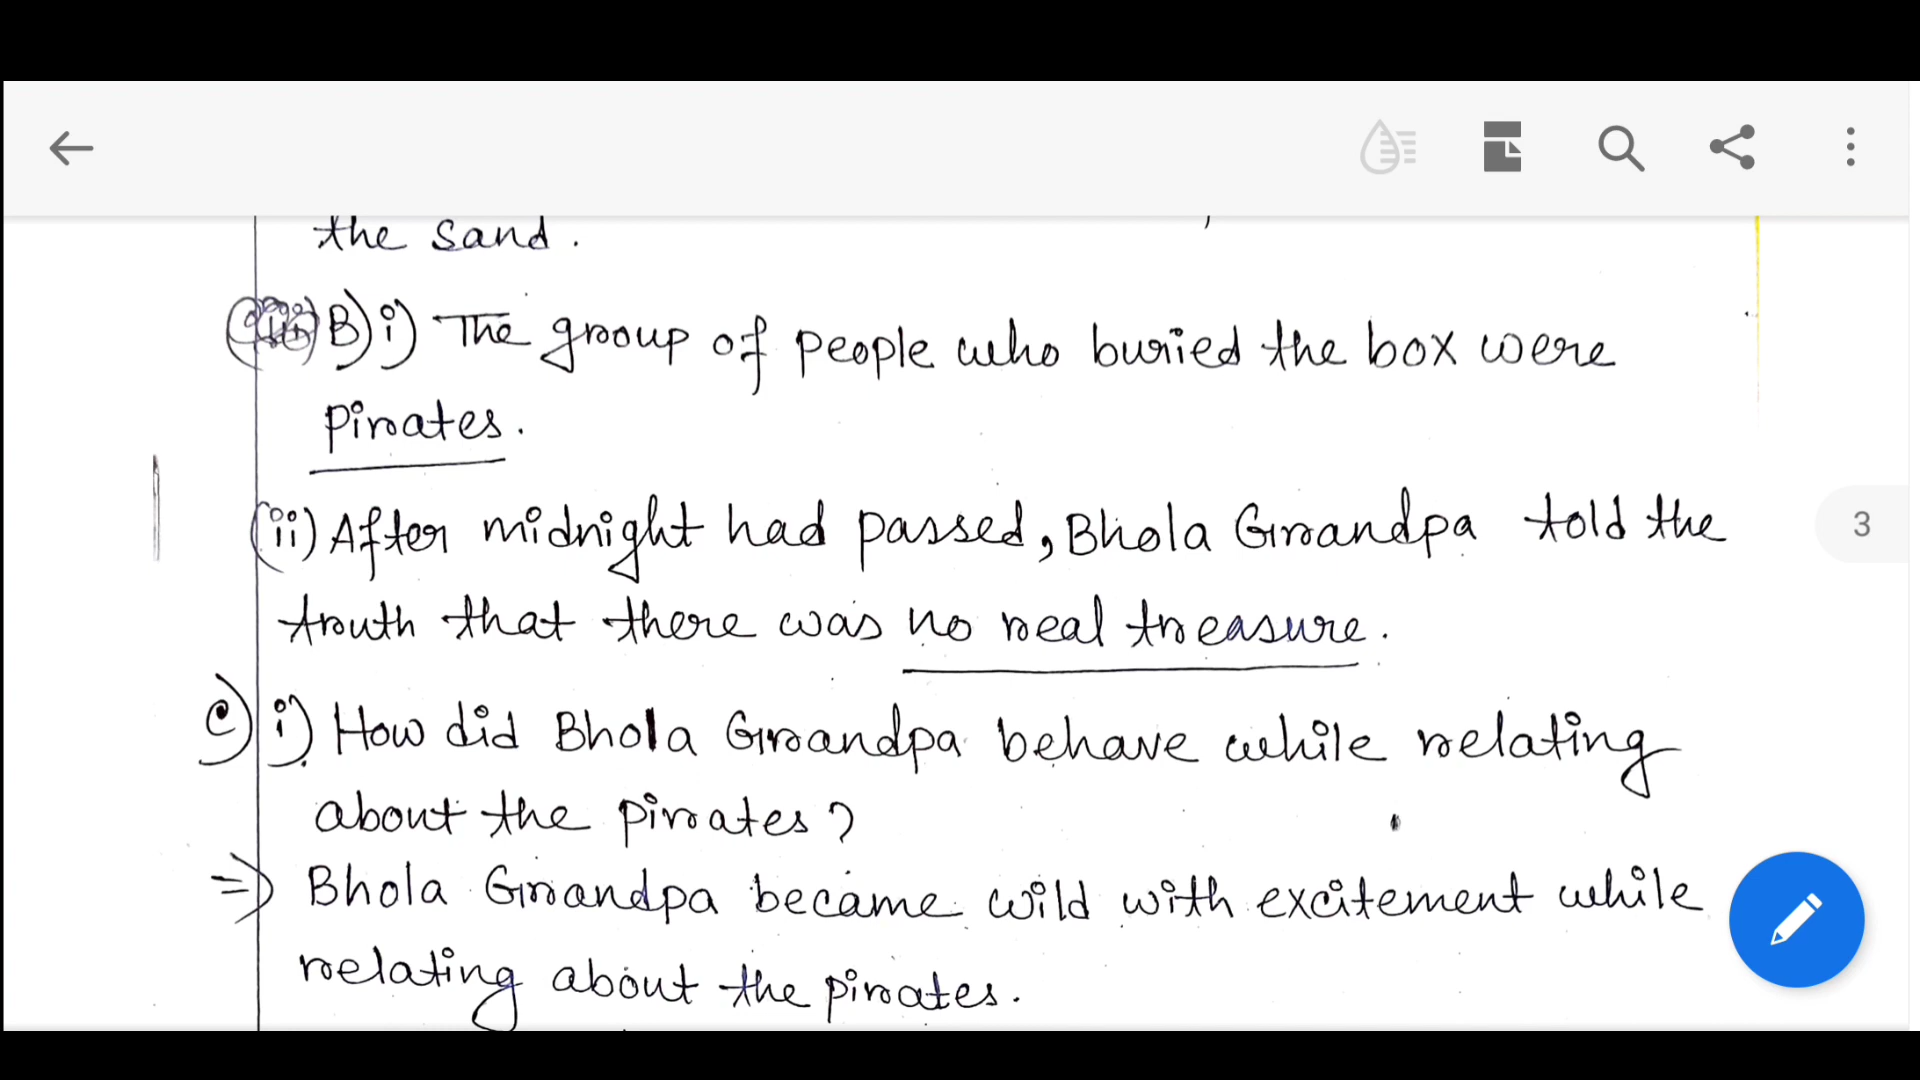 the sand.
B) i) The group of people who buried the box were
pirates.
(ii) After midnight had passed, Bhola Grandpa told the
truth that there was no real treasure.
3
C) i) How did Bhola Grandpa behave while relating
about the pirates?
=> Bhola Grandpa became wild with excitement while
relating about the pirates.